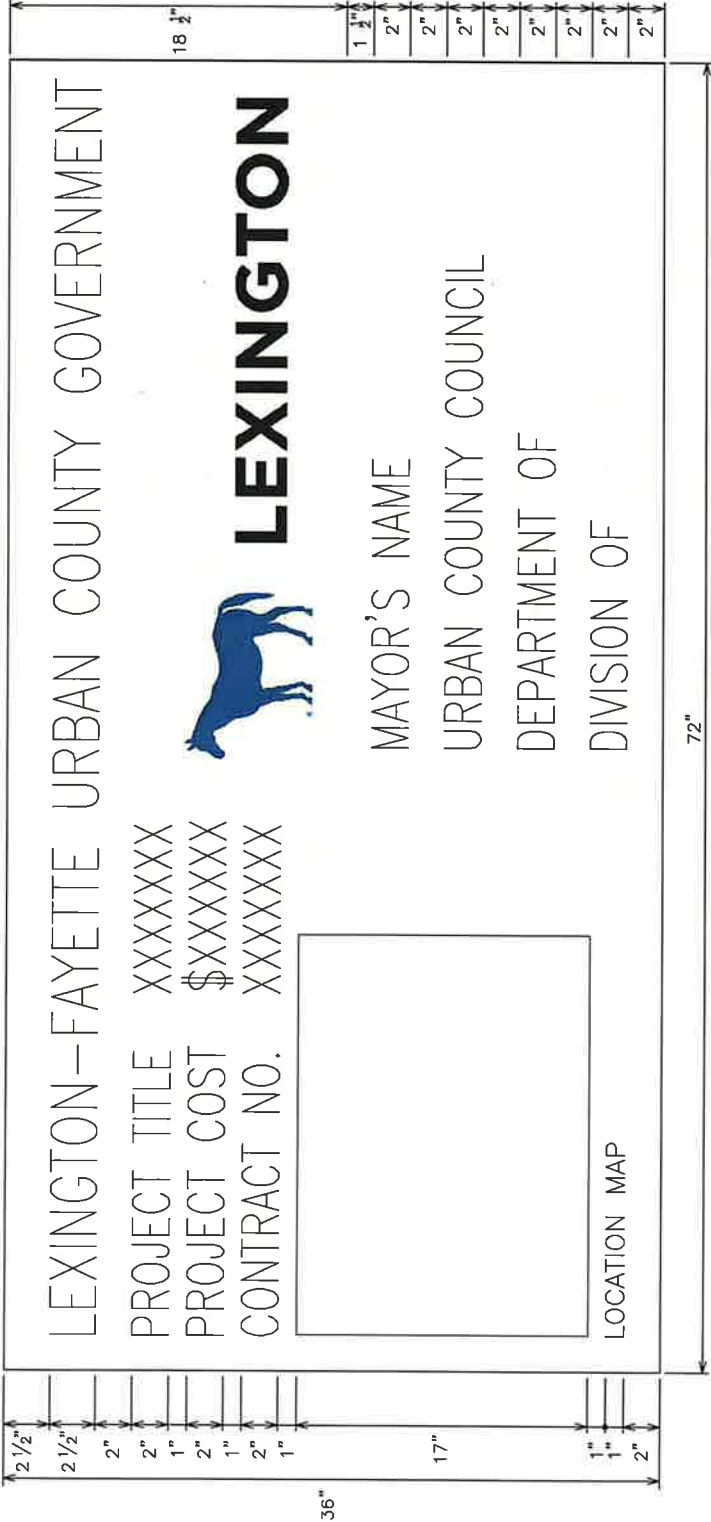 LEXINGTON-FAYETTE URBAN COUNTY GOVERNMENT
PROJECT TITLE XXXXXXX
PROJECT COST $XXXXXXX
CONTRACT NO. XXXXXXX
LEXINGTON
MAYOR'S NAME
URBAN COUNTY COUNCIL
DEPARTMENT OF
DIVISION OF
LOCATION MAP
36"
2 1/2"
2 1/2"
2"
2"
1"
2"
1"
2"
1"
17"
1"
1"
2"
18 1/2"
1 1/2"
2"
2"
2"
2"
2"
2"
2"
2"
72"